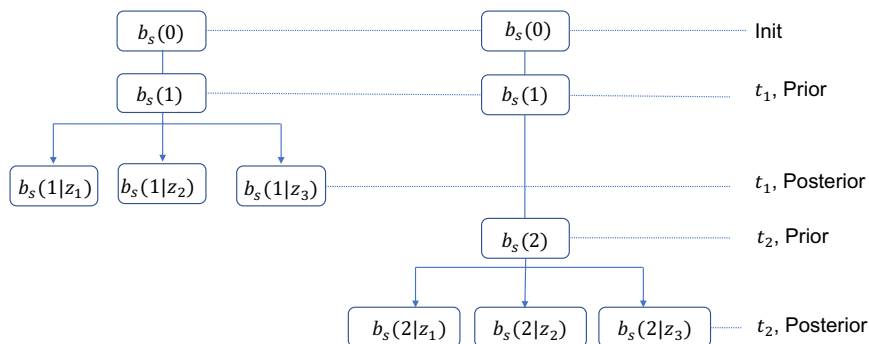 $b_s(0)$ $b_s(0)$ Init
$b_s(1)$ $b_s(1)$ $t_1$, Prior
$b_s(1|z_1)$ $b_s(1|z_2)$ $b_s(1|z_3)$ $t_1$, Posterior
$b_s(2)$ $t_2$, Prior
$b_s(2|z_1)$ $b_s(2|z_2)$ $b_s(2|z_3)$ $t_2$, Posterior